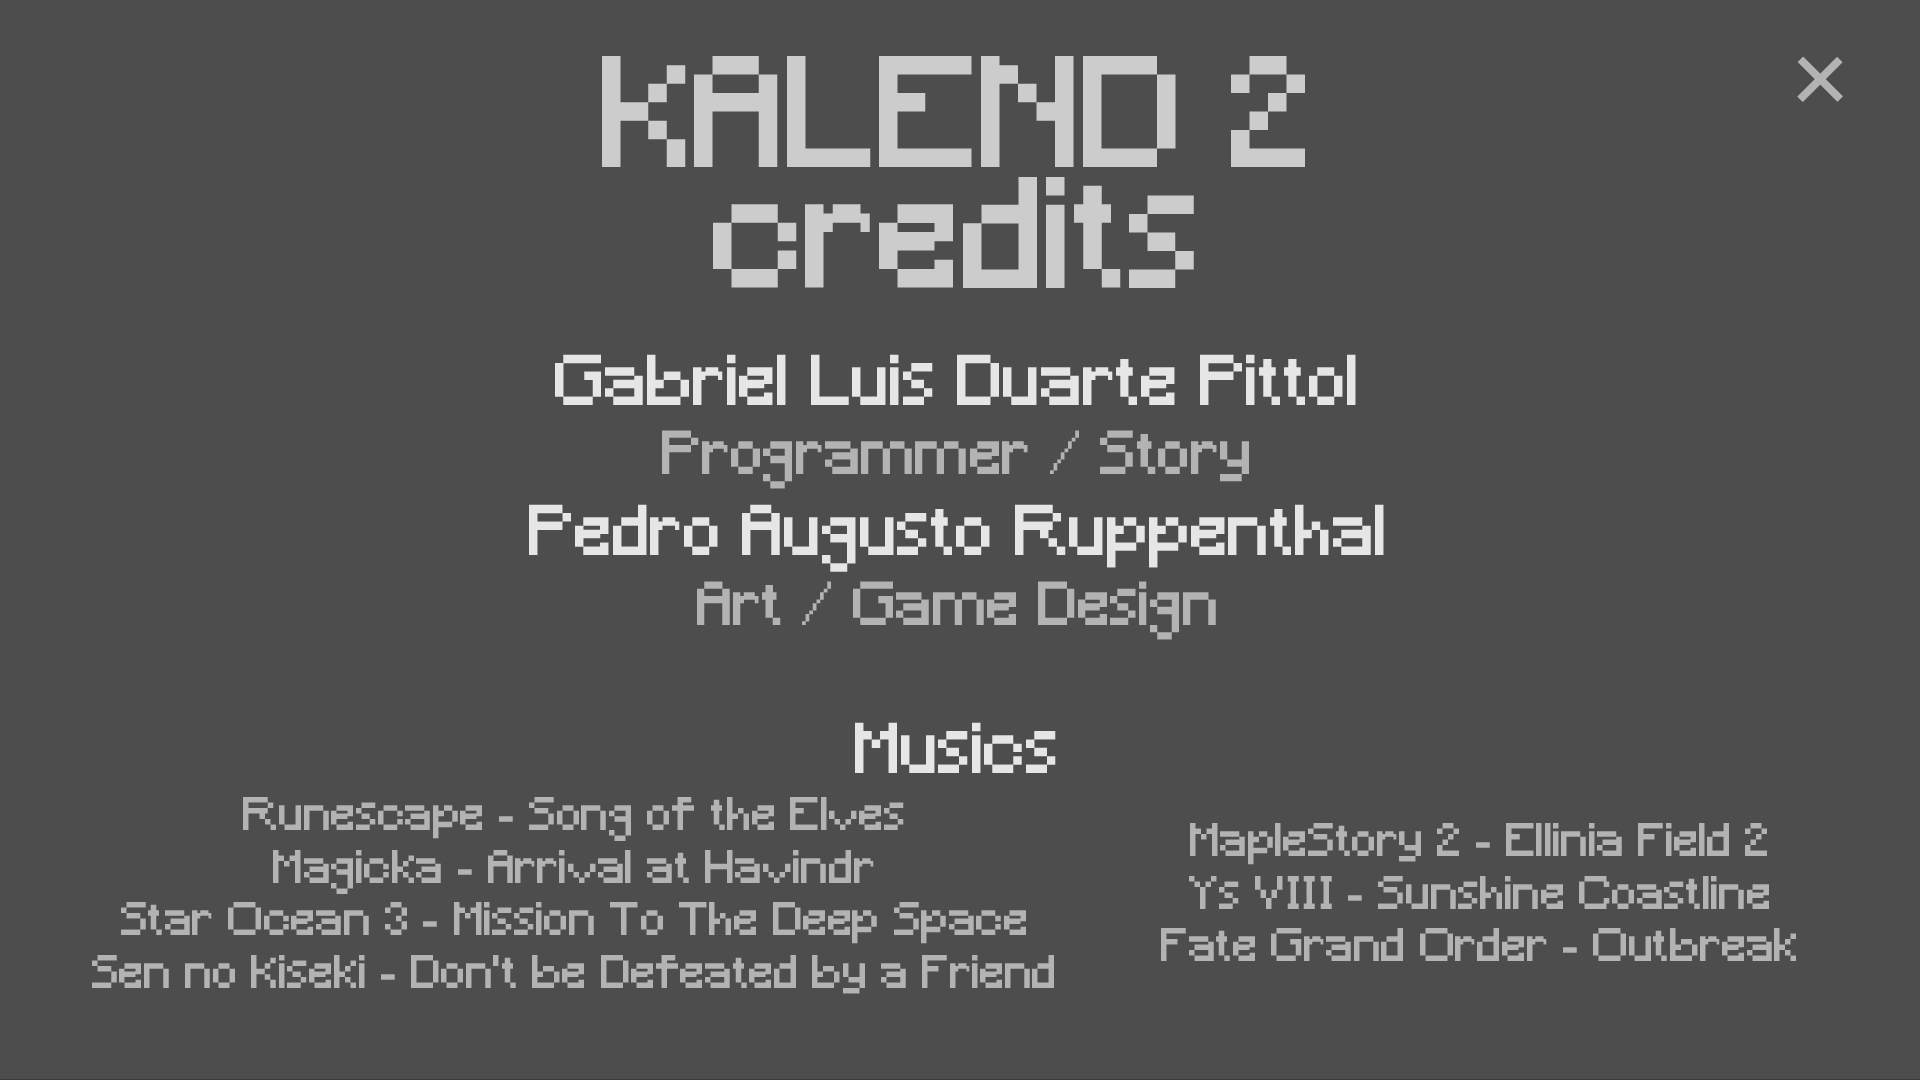 KALEND 2
credits
Gabriel Luis Duarte Pittol
Programmer / Story
Pedro Augusto Ruppenthal
Art / Game Design
Musics
Runescape - Song of the Elves
Magicka - Arrival at Havindr
Star Ocean 3 - Mission To The Deep Space
Sen no Kiseki - Don't be Defeated by a Friend
MapleStory 2 - Ellinia Field 2
Ys VIII - Sunshine Coastline
Fate Grand Order - Outbreak